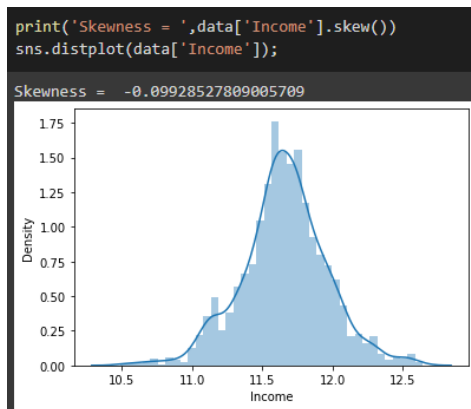 print('Skewness = ',data['Income'].skew())
sns.distplot(data['Income']);
Skewness =  -0.09928527809005709
1.75
1.50
1.25
1.00
0.75
0.50
0.25
0.00
Density
10.5 11.0 11.5 12.0 12.5
Income